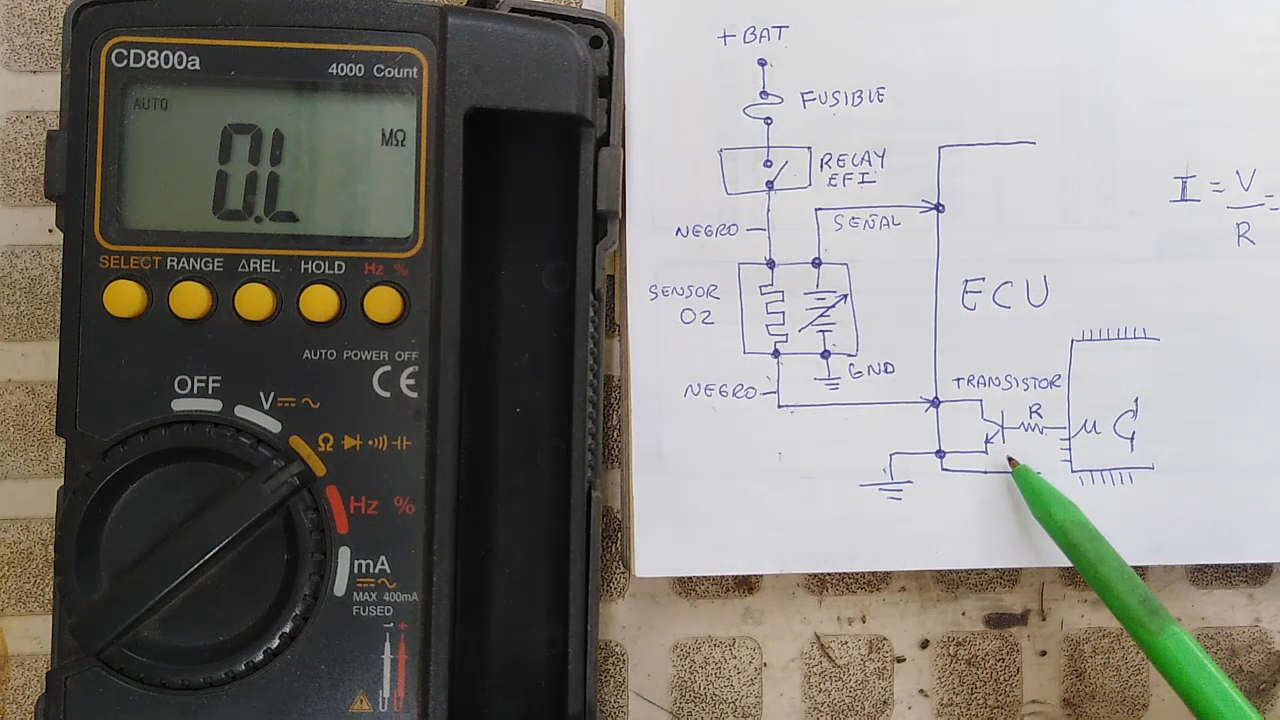 CD800a
4000 Count
AUTO
MΩ
0.L
SELECT RANGE ΔREL HOLD Hz %
AUTO POWER OFF
CE
OFF
V
Ω
Hz %
mA
MAX 400mA
FUSED
- +
+ BAT
FUSIBLE
RELAY
EFI
NEGRO
SEÑAL
SENSOR
O2
ECU
GND
NEGRO
TRANSISTOR
R
μC
I = V
R
=